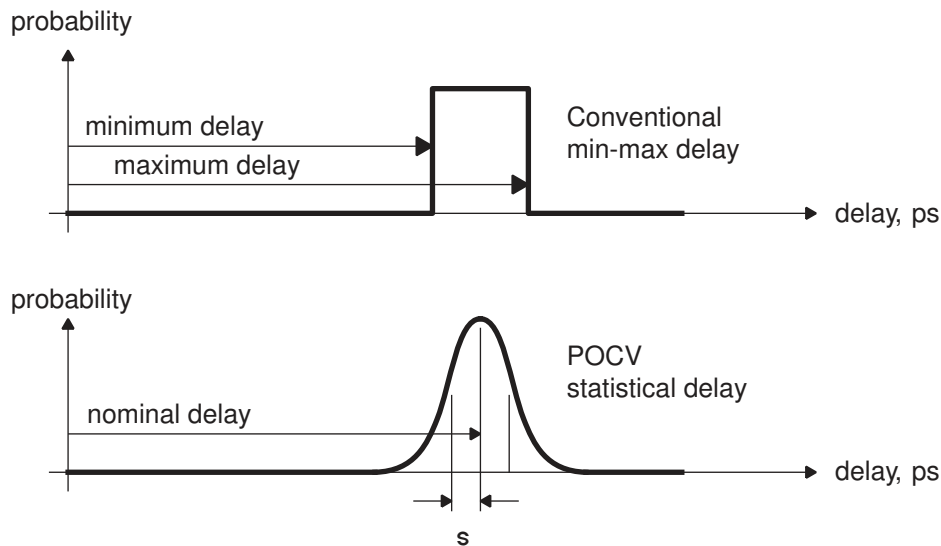 probability
minimum delay
maximum delay
Conventional
min-max delay
delay, ps
probability
nominal delay
POCV
statistical delay
delay, ps
s